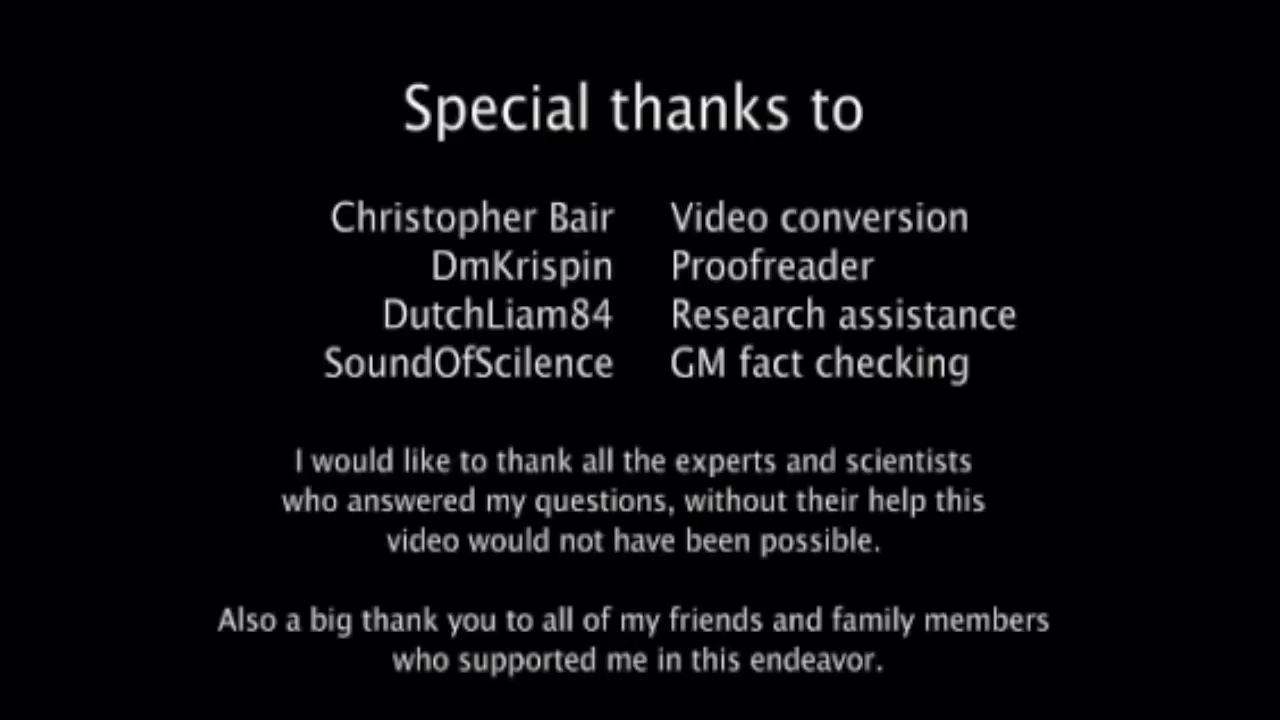 Special thanks to
Christopher Bair Video conversion
DmKrispin Proofreader
DutchLiam84 Research assistance
SoundOfScilence GM fact checking
I would like to thank all the experts and scientists
who answered my questions, without their help this
video would not have been possible.
Also a big thank you to all of my friends and family members
who supported me in this endeavor.